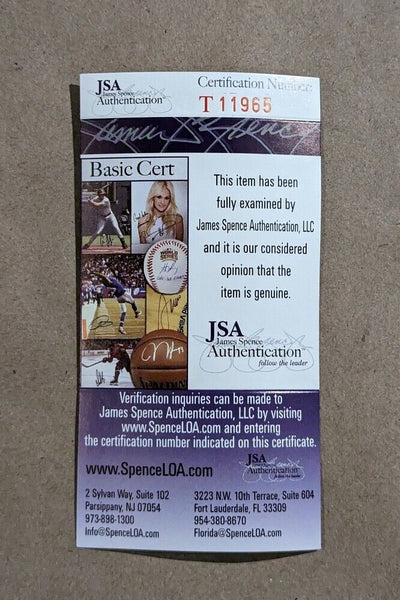 JSA
James Spence
Authentication
Certification Number:
T 11965
Basic Cert
This item has been
fully examined by
James Spence Authentication, LLC
and it is our considered
opinion that the
item is genuine.
JSA
James Spence
Authentication
follow the leader
Verification inquiries can be made to
James Spence Authentication, LLC by visiting
www.SpenceLOA.com and entering
the certification number indicated on this certificate.
www.SpenceLOA.com
JSA
Authentication
2 Sylvan Way, Suite 102
Parsippany, NJ 07054
973-898-1300
Info@SpenceLOA.com
3223 N.W. 10th Terrace, Suite 604
Fort Lauderdale, FL 33309
954-380-8670
Florida@SpenceLOA.com